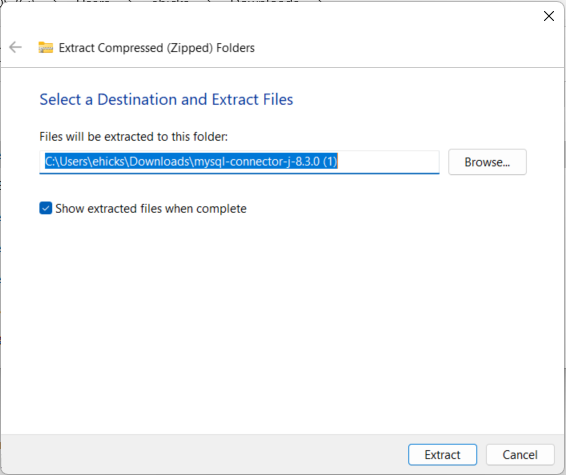 Extract Compressed (Zipped) Folders
Select a Destination and Extract Files
Files will be extracted to this folder:
C:\Users\ehicks\Downloads\mysql-connector-j-8.3.0 (1)
Browse...
Show extracted files when complete
Extract
Cancel